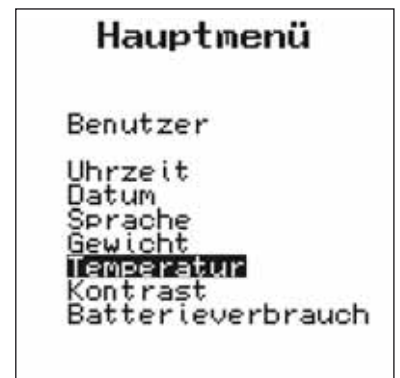 Hauptmenü
Benutzer
Uhrzeit
Datum
Sprache
Gewicht
Temperatur
Kontrast
Batterieverbrauch